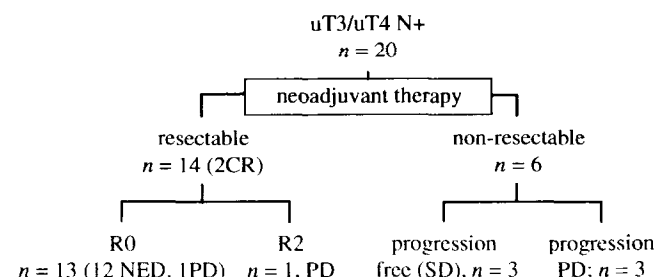 uT3/uT4 N+
n = 20
neoadjuvant therapy
resectable
n = 14 (2CR)
non-resectable
n = 6
R0
n = 13 (12 NED, 1PD)
R2
n = 1, PD
progression
free (SD), n = 3
progression
PD; n = 3